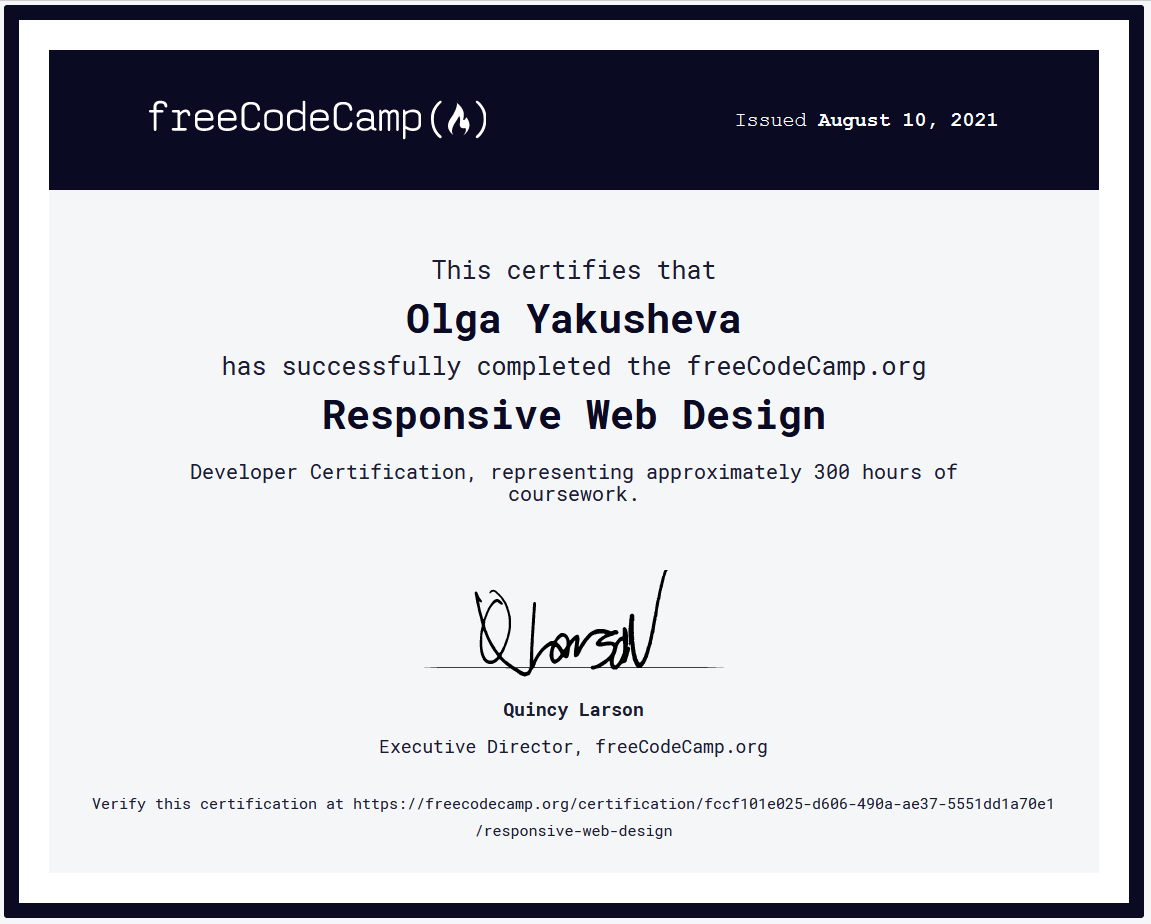 freeCodeCamp
Issued August 10, 2021
This certifies that
Olga Yakusheva
has successfully completed the freeCodeCamp.org
Responsive Web Design
Developer Certification, representing approximately 300 hours of
coursework.
Q Larson
Quincy Larson
Executive Director, freeCodeCamp.org
Verify this certification at https://freecodecamp.org/certification/fccf101e025-d606-490a-ae37-5551dd1a70e1
/responsive-web-design